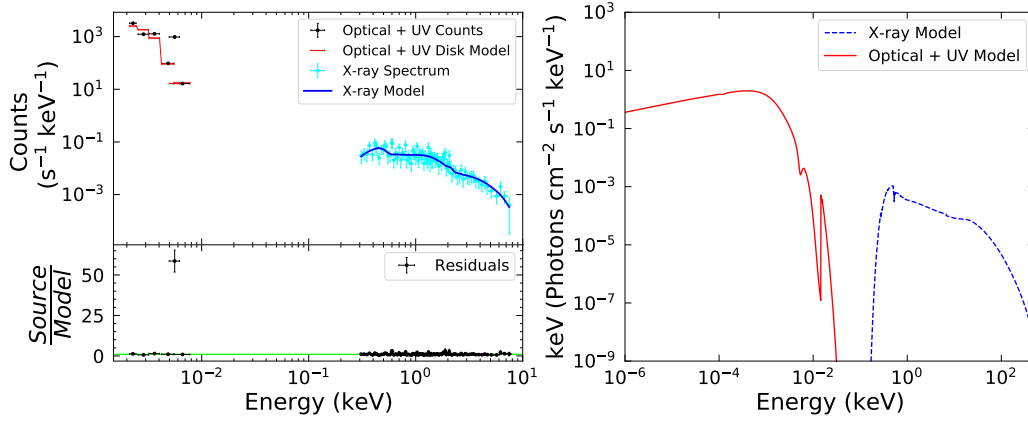 Counts
(s⁻¹ keV⁻¹)
10³
10¹
10⁻¹
10⁻³
Optical + UV Counts
Optical + UV Disk Model
X-ray Spectrum
X-ray Model
Source
Model
50
25
0
Residuals
10⁻² 10⁻¹ 10⁰ 10¹
Energy (keV)
keV (Photons cm⁻² s⁻¹ keV⁻¹)
10³
10¹
10⁻¹
10⁻³
10⁻⁵
10⁻⁷
10⁻⁹
X-ray Model
Optical + UV Model
10⁻⁶ 10⁻⁴ 10⁻² 10⁰ 10²
Energy (keV)